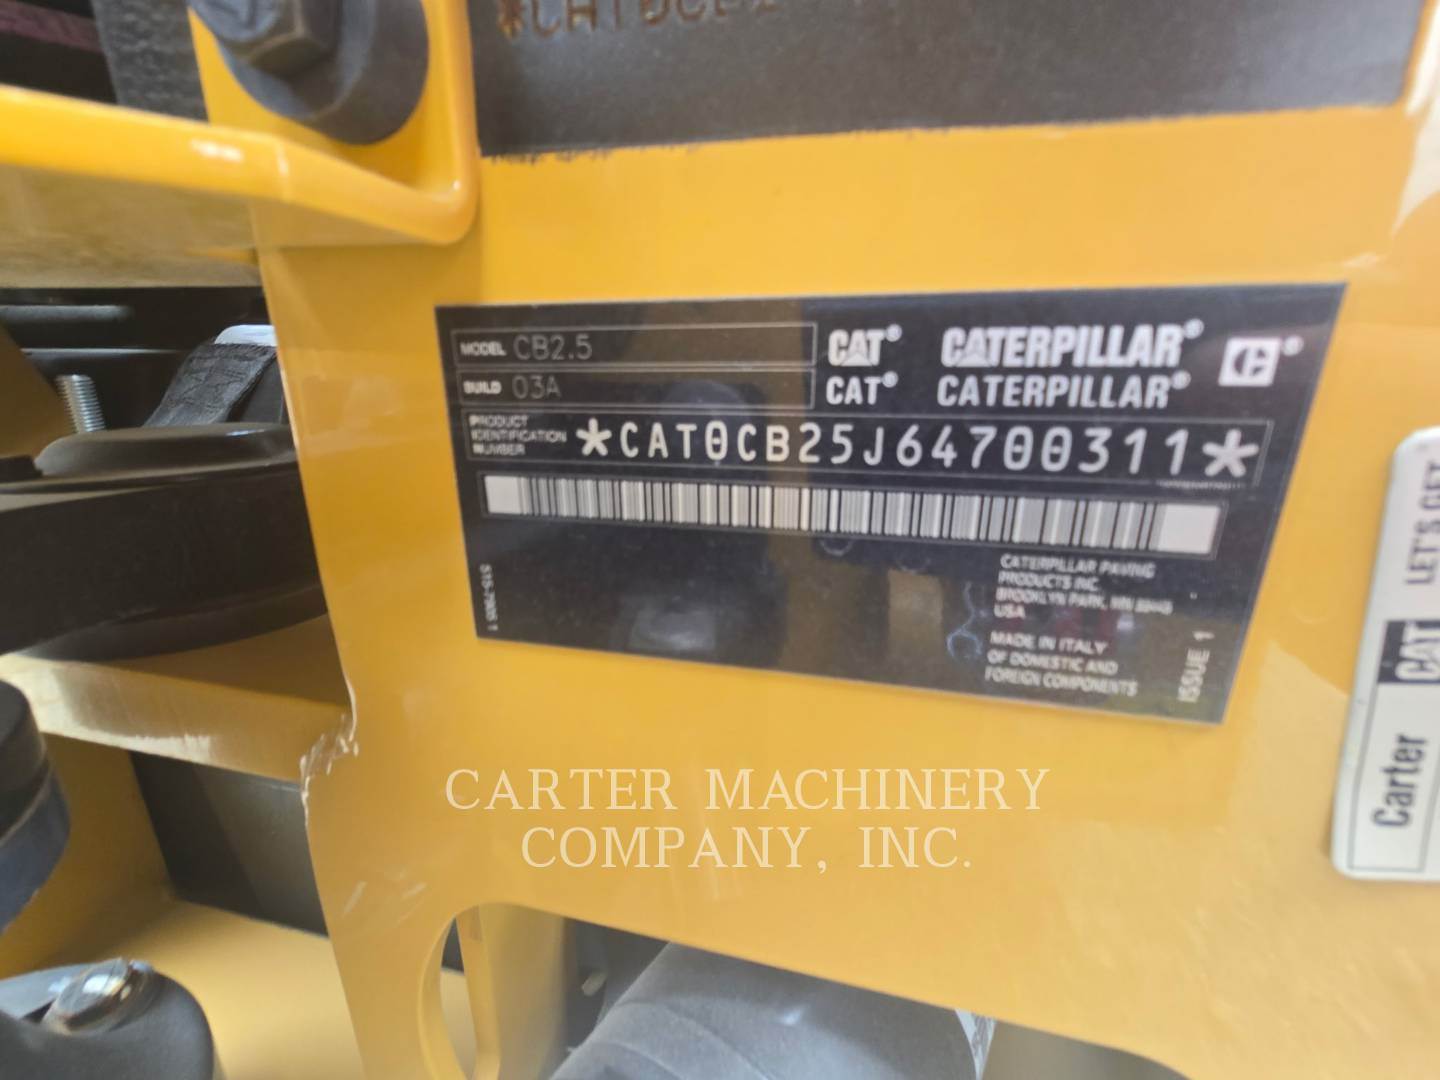 MODEL CB2.5
BUILD 03A
CAT® CATERPILLAR®
CAT® CATERPILLAR®
PRODUCT
IDENTIFICATION
NUMBER
*CAT0CB25J64700311*
CATERPILLAR PAVING
PRODUCTS INC.
BROOKLYN PARK, MN
USA
MADE IN ITALY
OF DOMESTIC AND
FOREIGN COMPONENTS
ISSUE 1
LET'S GET
Carter CAT
CARTER MACHINERY
COMPANY, INC.